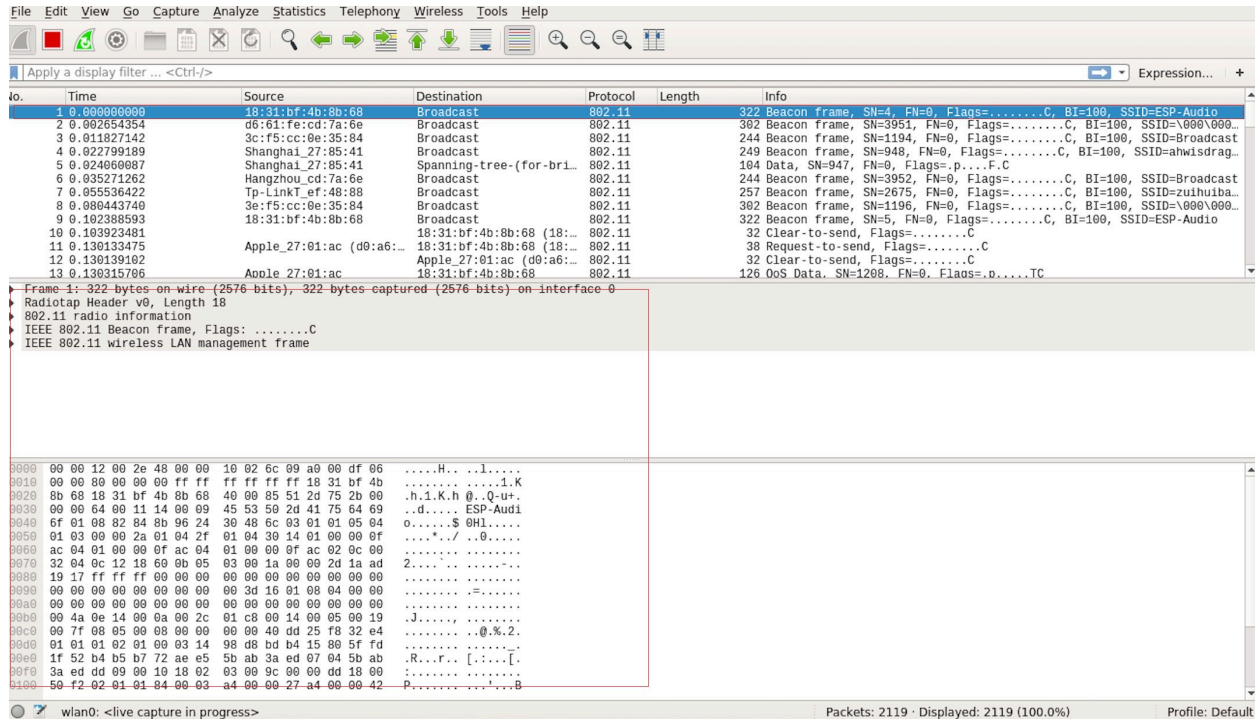 File Edit View Go Capture Analyze Statistics Telephony Wireless Tools Help
Apply a display filter ... <Ctrl-/> Expression... +
No. Time Source Destination Protocol Length Info
1 0.000000000 18:31:bf:4b:8b:68 Broadcast 802.11 322 Beacon frame, SN=4, FN=0, Flags=........C, BI=100, SSID=ESP-Audio
2 0.002654354 d6:61:fe:cd:7a:6e Broadcast 802.11 302 Beacon frame, SN=3951, FN=0, Flags=........C, BI=100, SSID=\000\000...
3 0.011827142 3c:f5:cc:0e:35:84 Broadcast 802.11 244 Beacon frame, SN=1194, FN=0, Flags=........C, BI=100, SSID=Broadcast
4 0.022799189 Shanghai_27:85:41 Broadcast 802.11 249 Beacon frame, SN=948, FN=0, Flags=........C, BI=100, SSID=ahwisdrag...
5 0.024060087 Shanghai_27:85:41 Spanning-tree-(for-bri... 802.11 104 Data, SN=947, FN=0, Flags=.p....F.C
6 0.035271262 Hangzhou_cd:7a:6e Broadcast 802.11 244 Beacon frame, SN=3952, FN=0, Flags=........C, BI=100, SSID=Broadcast
7 0.055536422 Tp-LinkT_ef:48:88 Broadcast 802.11 257 Beacon frame, SN=2675, FN=0, Flags=........C, BI=100, SSID=zuihuiba...
8 0.080443740 3e:f5:cc:0e:35:84 Broadcast 802.11 302 Beacon frame, SN=1196, FN=0, Flags=........C, BI=100, SSID=\000\000...
9 0.102388593 18:31:bf:4b:8b:68 Broadcast 802.11 322 Beacon frame, SN=5, FN=0, Flags=........C, BI=100, SSID=ESP-Audio
10 0.103923481 18:31:bf:4b:8b:68 (18:... 802.11 32 Clear-to-send, Flags=........C
11 0.130133475 Apple_27:01:ac (d0:a6:... 18:31:bf:4b:8b:68 (18:... 802.11 38 Request-to-send, Flags=........C
12 0.130139102 Apple_27:01:ac (d0:a6:... 802.11 32 Clear-to-send, Flags=........C
13 0.130315706 Apple_27:01:ac 18:31:bf:4b:8b:68 802.11 126 QoS Data, SN=1208, FN=0, Flags=.p.....TC
Frame 1: 322 bytes on wire (2576 bits), 322 bytes captured (2576 bits) on interface 0
Radiotap Header v0, Length 18
802.11 radio information
IEEE 802.11 Beacon frame, Flags: ........C
IEEE 802.11 wireless LAN management frame
0000 00 00 12 00 2e 48 00 00 10 02 6c 09 a0 00 df 06 .....H.. ..l.....
0010 00 00 80 00 00 00 ff ff ff ff ff ff 18 31 bf 4b ........ .....1.K
0020 8b 68 18 31 bf 4b 8b 68 40 00 85 51 2d 75 2b 00 .h.1.K.h @..Q-u+.
0030 00 00 64 00 11 14 00 09 45 53 50 2d 41 75 64 69 ..d..... ESP-Audi
0040 6f 01 08 82 84 8b 96 24 30 48 6c 03 01 01 05 04 o......$ 0Hl.....
0050 01 03 00 00 2a 01 04 2f 01 04 30 14 01 00 00 0f ....*../ ..0.....
0060 ac 04 01 00 00 0f ac 04 01 00 00 0f ac 02 0c 00 ........ ........
0070 32 04 0c 12 18 60 0b 05 03 00 1a 00 00 2d 1a ad 2....`.. .....-..
0080 19 17 ff ff ff 00 00 00 00 00 00 00 00 00 00 00 ........ ........
0090 00 00 00 00 00 00 00 00 00 3d 16 01 08 04 00 00 ........ .=......
00a0 00 00 00 00 00 00 00 00 00 00 00 00 00 00 00 00 ........ ........
00b0 00 4a 0e 14 00 0a 00 2c 01 c8 00 14 00 05 00 19 .J....., ........
00c0 00 7f 08 05 00 08 00 00 00 00 40 dd 25 f8 32 e4 ........ ..@.%.2.
00d0 01 01 01 02 01 00 03 14 98 d8 bd b4 15 80 5f fd ........ ......_.
00e0 1f 52 b4 b5 b7 72 ae e5 5b ab 3a ed 07 04 5b ab .R...r.. [.:...[.
00f0 3a ed dd 09 00 10 18 02 03 00 9c 00 00 dd 18 00 :....... ........
0100 50 f2 02 01 01 84 00 03 a4 00 00 27 a4 00 00 42 P....... ...'...B
wlan0: <live capture in progress> Packets: 2119 · Displayed: 2119 (100.0%) Profile: Default